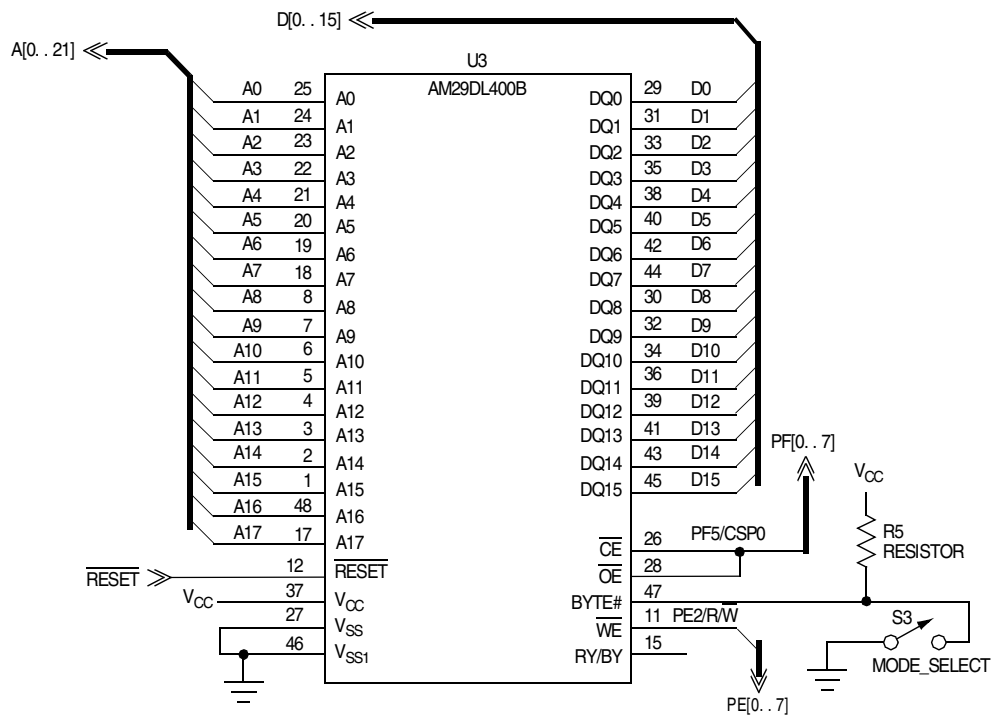 D[0. . 15]
A[0. . 21]
U3
AM29DL400B
A0 25 A0 DQ0 29 D0
A1 24 A1 DQ1 31 D1
A2 23 A2 DQ2 33 D2
A3 22 A3 DQ3 35 D3
A4 21 A4 DQ4 38 D4
A5 20 A5 DQ5 40 D5
A6 19 A6 DQ6 42 D6
A7 18 A7 DQ7 44 D7
A8 8 A8 DQ8 30 D8
A9 7 A9 DQ9 32 D9
A10 6 A10 DQ10 34 D10
A11 5 A11 DQ11 36 D11
A12 4 A12 DQ12 39 D12
A13 3 A13 DQ13 41 D13
A14 2 A14 DQ14 43 D14
A15 1 A15 DQ15 45 D15
A16 48 A16
A17 17 A17
PF[0. . 7]
VCC
R5
RESISTOR
CE 26 PF5/CSP0
RESET 12 RESET OE 28
VCC 37 VCC BYTE# 47
27 VSS WE 11 PE2/R/W
46 VSS1 RY/BY 15
S3
MODE_SELECT
PE[0. . 7]